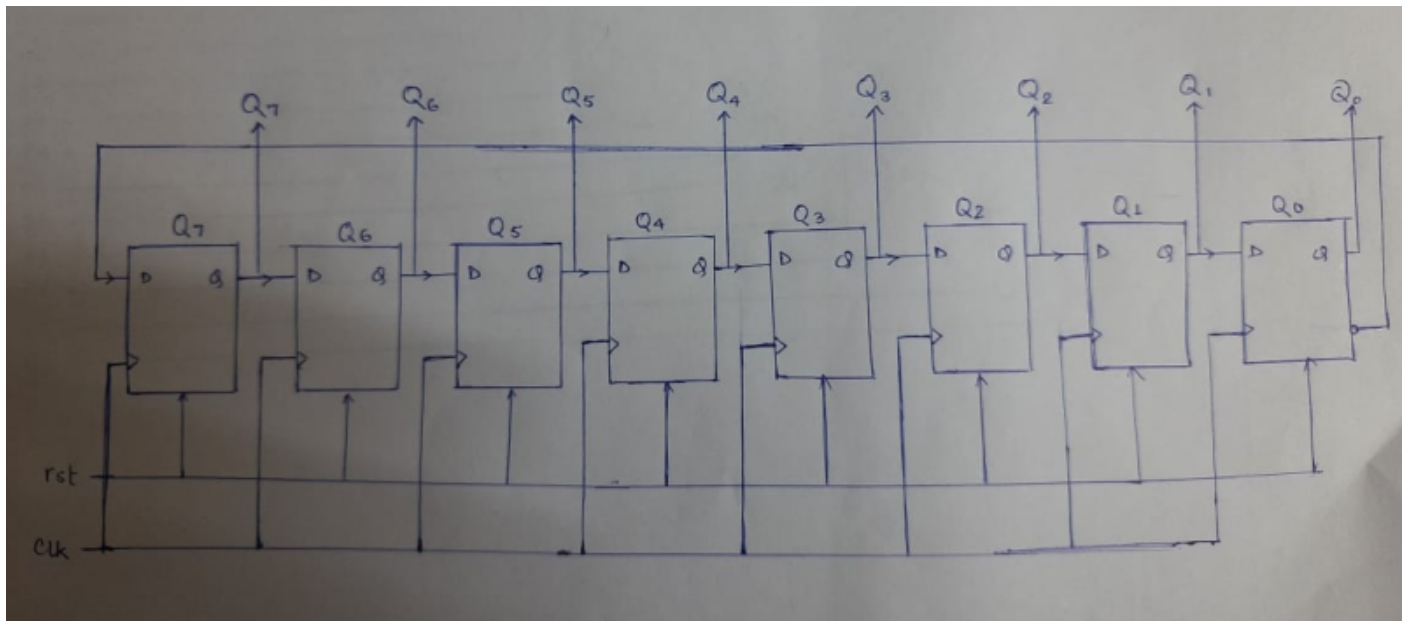 Q7 Q6 Q5 Q4 Q3 Q2 Q1 Q0
Q7 Q6 Q5 Q4 Q3 Q2 Q1 Q0
D Q D Q D Q D Q D Q D Q D Q D Q
rst
Clk